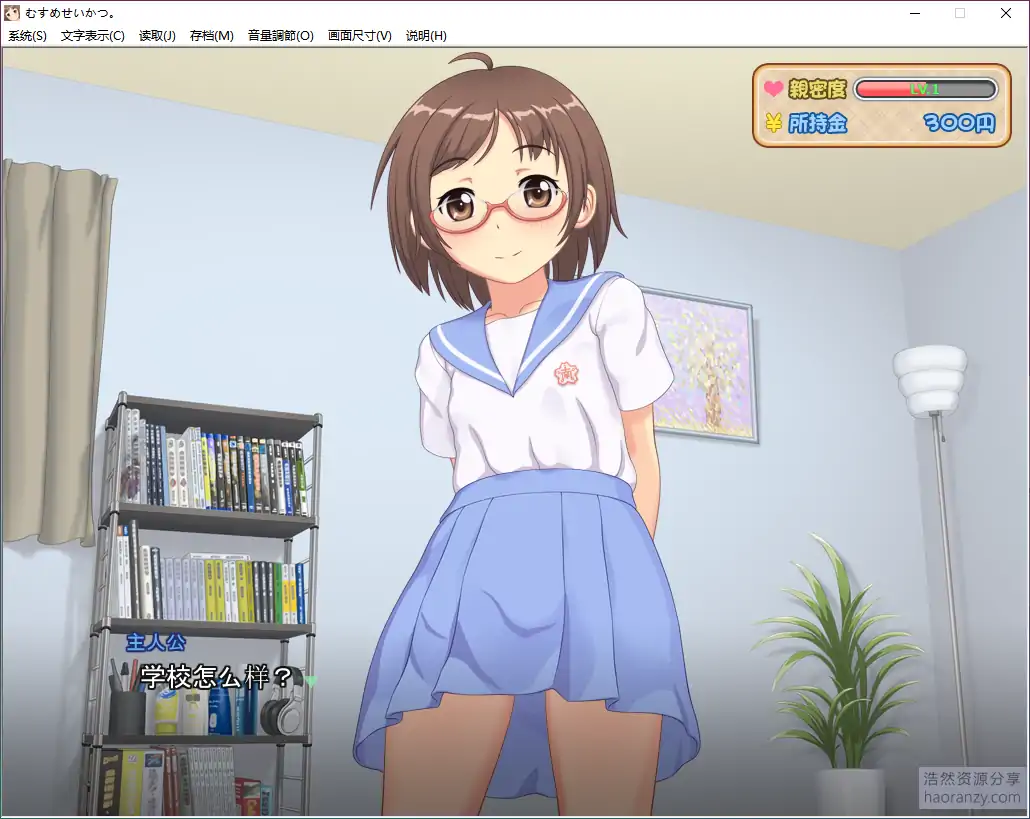 むすめせいかつ。
系统(S) 文字表示(C) 读取(J) 存档(M) 音量調節(O) 画面尺寸(V) 说明(H)
親密度 LV.1
¥ 所持金 300円
主人公
学校怎么样？
浩然资源分享
haoranzy.com